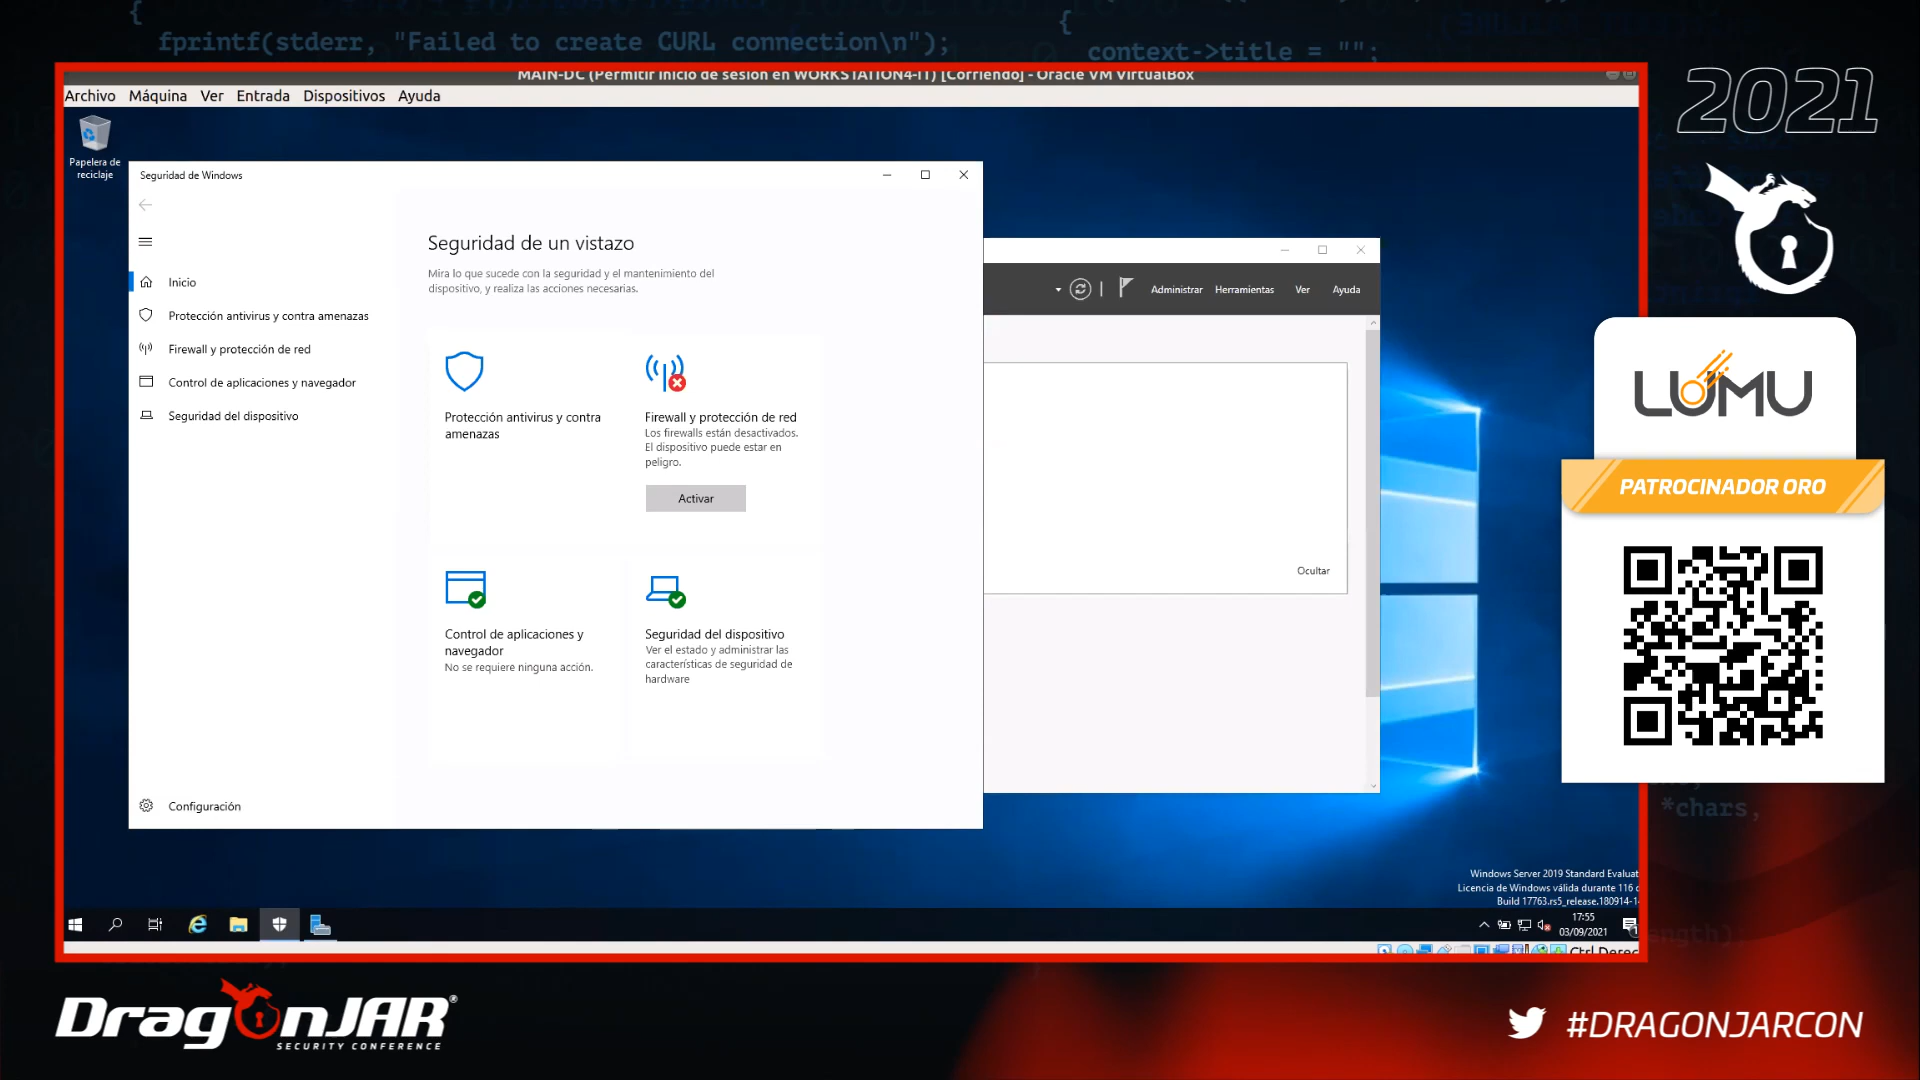 fprintf(stderr, "Failed to create CURL connection\n");
{
{
context->title = "";
MAIN-DC (Permitir inicio de sesión en WORKSTATION4-IT) [Corriendo] - Oracle VM VirtualBox
Archivo Máquina Ver Entrada Dispositivos Ayuda
2021
Papelera de
reciclaje
Seguridad de Windows
Inicio
Protección antivirus y contra amenazas
Firewall y protección de red
Control de aplicaciones y navegador
Seguridad del dispositivo
Configuración
Seguridad de un vistazo
Mira lo que sucede con la seguridad y el mantenimiento del
dispositivo, y realiza las acciones necesarias.
Protección antivirus y contra
amenazas
Firewall y protección de red
Los firewalls están desactivados.
El dispositivo puede estar en
peligro.
Activar
Control de aplicaciones y
navegador
No se requiere ninguna acción.
Seguridad del dispositivo
Ver el estado y administrar las
características de seguridad de
hardware
Administrar Herramientas Ver Ayuda
Ocultar
LUMU
PATROCINADOR ORO
*chars,
Windows Server 2019 Standard Evaluat
Licencia de Windows válida durante 116 d
Build 17763.rs5_release.180914-1
17:55
03/09/2021
Ctrl Derec
DragonJAR®
SECURITY CONFERENCE
#DRAGONJARCON